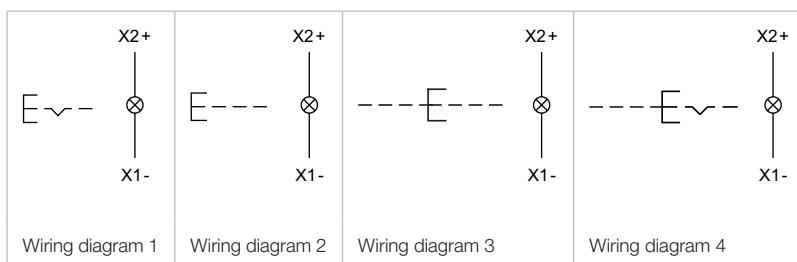 X2+
X1-
Wiring diagram 1
X2+
X1-
Wiring diagram 2
X2+
X1-
Wiring diagram 3
X2+
X1-
Wiring diagram 4